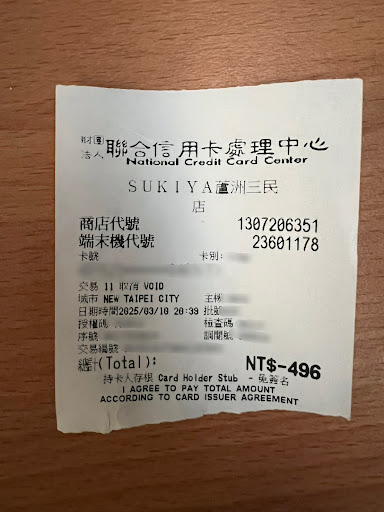 財團法人 聯合信用卡處理中心
National Credit Card Center
SUKIYA蘆洲三民
店
商店代號 1307206351
端末機代號 23601178
卡號 卡別:
交易 11 取消 VOID
城市 NEW TAIPEI CITY 主機
日期時間2025/03/10 20:39 批號
授權碼 檢查碼
序號 調閱號
交易編號
總計(Total): NT$-496
持卡人存根 Card Holder Stub - 免簽名
I AGREE TO PAY TOTAL AMOUNT
ACCORDING TO CARD ISSUER AGREEMENT